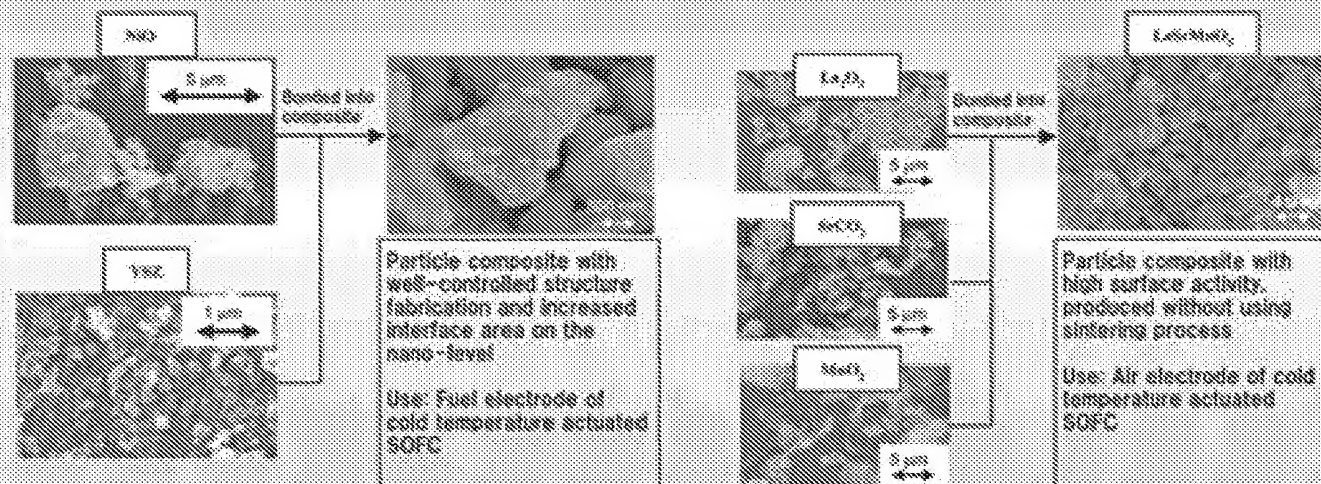 NiO
5 μm
Bonded into
composite
YSZ
1 μm
Particle composite with
well-controlled structure
fabrication and increased
interface area on the
nano-level
Use: Fuel electrode of
cold temperature actuated
SOFC
La₂O₃
5 μm
SrCO₃
5 μm
MnO₂
5 μm
Bonded into
composite
LaSrMnO₃
Particle composite with
high surface activity,
produced without using
sintering process
Use: Air electrode of cold
temperature actuated
SOFC